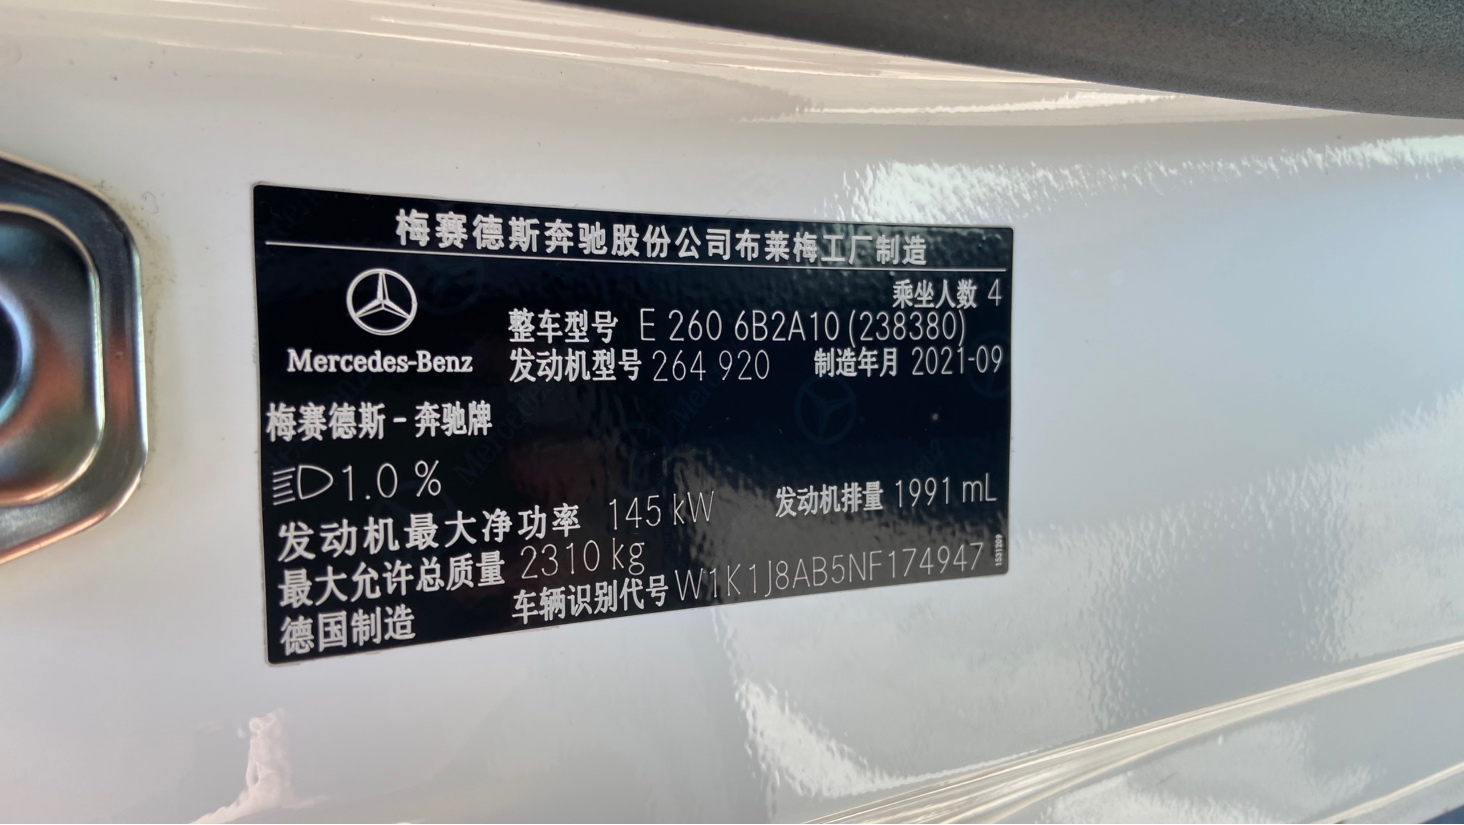 梅赛德斯奔驰股份公司布莱梅工厂制造
乘坐人数 4
整车型号 E 260 6B2A10 (238380)
Mercedes-Benz
发动机型号 264 920 制造年月 2021-09
梅赛德斯-奔驰牌
1.0 %
发动机最大净功率 145 kW 发动机排量 1991 mL
最大允许总质量 2310 kg
德国制造 车辆识别代号 W1K1J8AB5NF174947